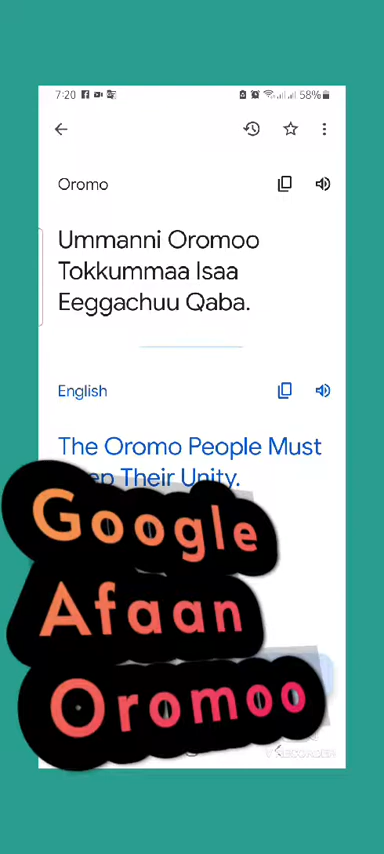 7:20
58%
Oromo
Ummanni Oromoo
Tokkummaa Isaa
Eeggachuu Qaba.
English
The Oromo People Must
Their Unity.
Google
Afaan
Oromoo